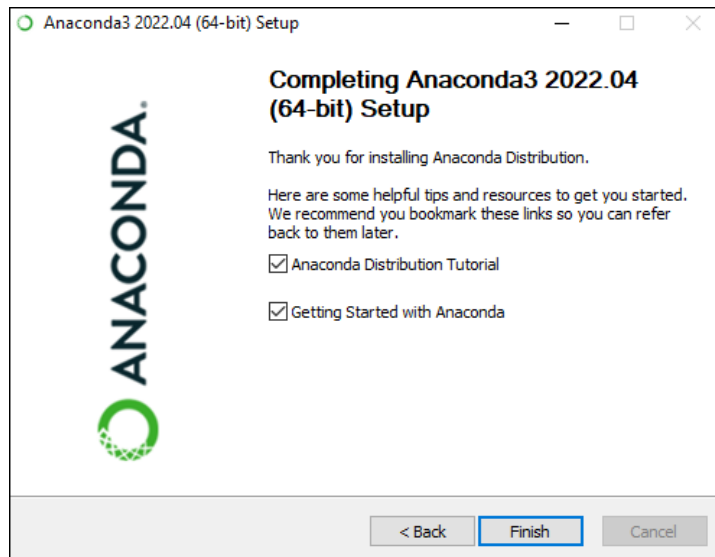 Anaconda3 2022.04 (64-bit) Setup
ANACONDA.
Completing Anaconda3 2022.04
(64-bit) Setup
Thank you for installing Anaconda Distribution.
Here are some helpful tips and resources to get you started.
We recommend you bookmark these links so you can refer
back to them later.
Anaconda Distribution Tutorial
Getting Started with Anaconda
< Back
Finish
Cancel